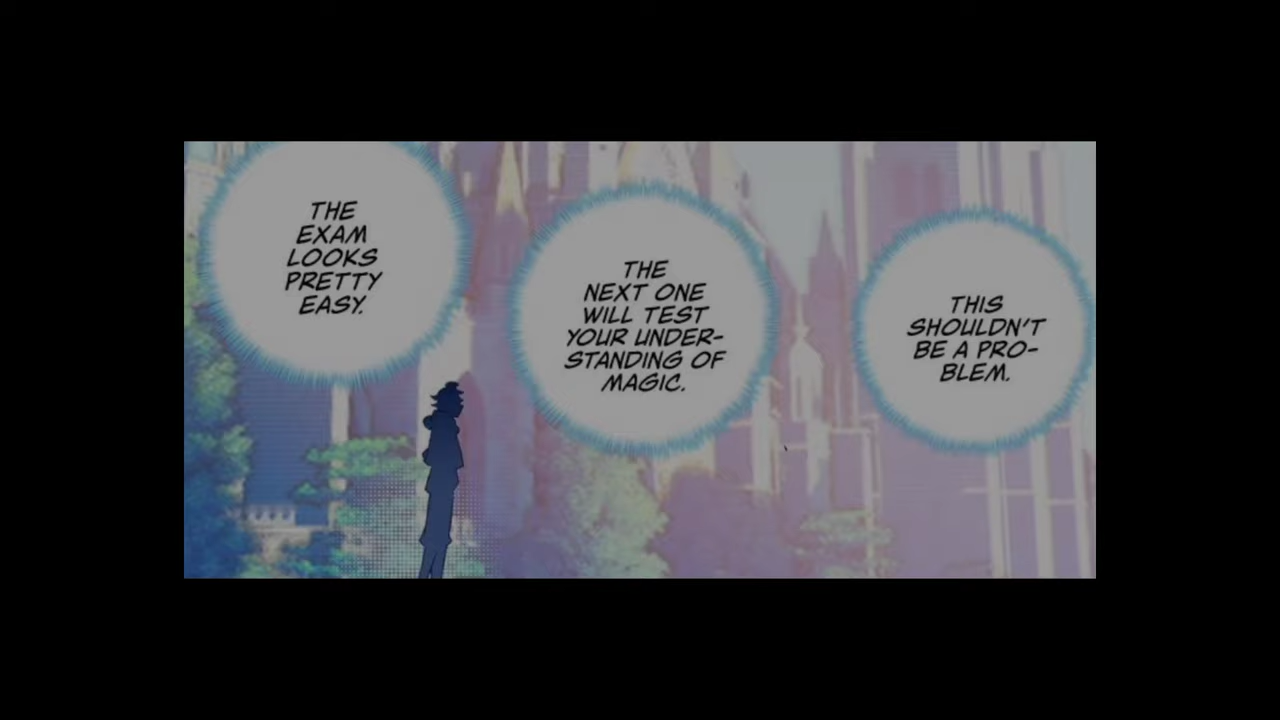 THE
EXAM
LOOKS
PRETTY
EASY.
THE
NEXT ONE
WILL TEST
YOUR UNDER-
STANDING OF
MAGIC.
THIS
SHOULDN'T
BE A PRO-
BLEM.